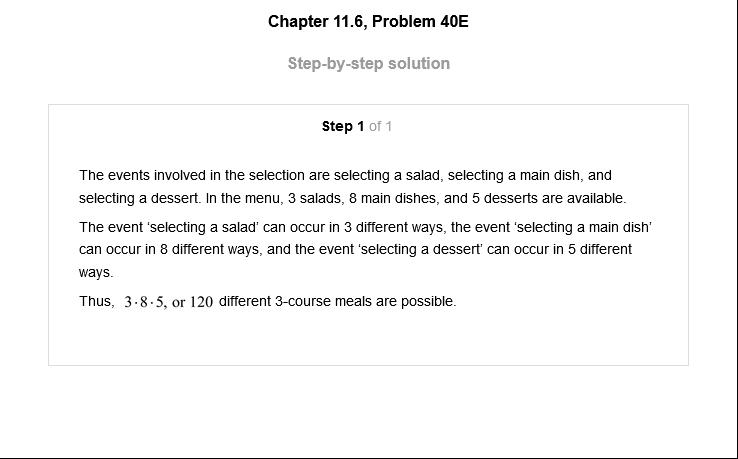 Chapter 11.6, Problem 40E
Step-by-step solution
Step 1 of 1
The events involved in the selection are selecting a salad, selecting a main dish, and
selecting a dessert. In the menu, 3 salads, 8 main dishes, and 5 desserts are available.
The event ‘selecting a salad’ can occur in 3 different ways, the event ‘selecting a main dish’
can occur in 8 different ways, and the event ‘selecting a dessert’ can occur in 5 different
ways.
Thus, 3·8·5, or 120 different 3-course meals are possible.